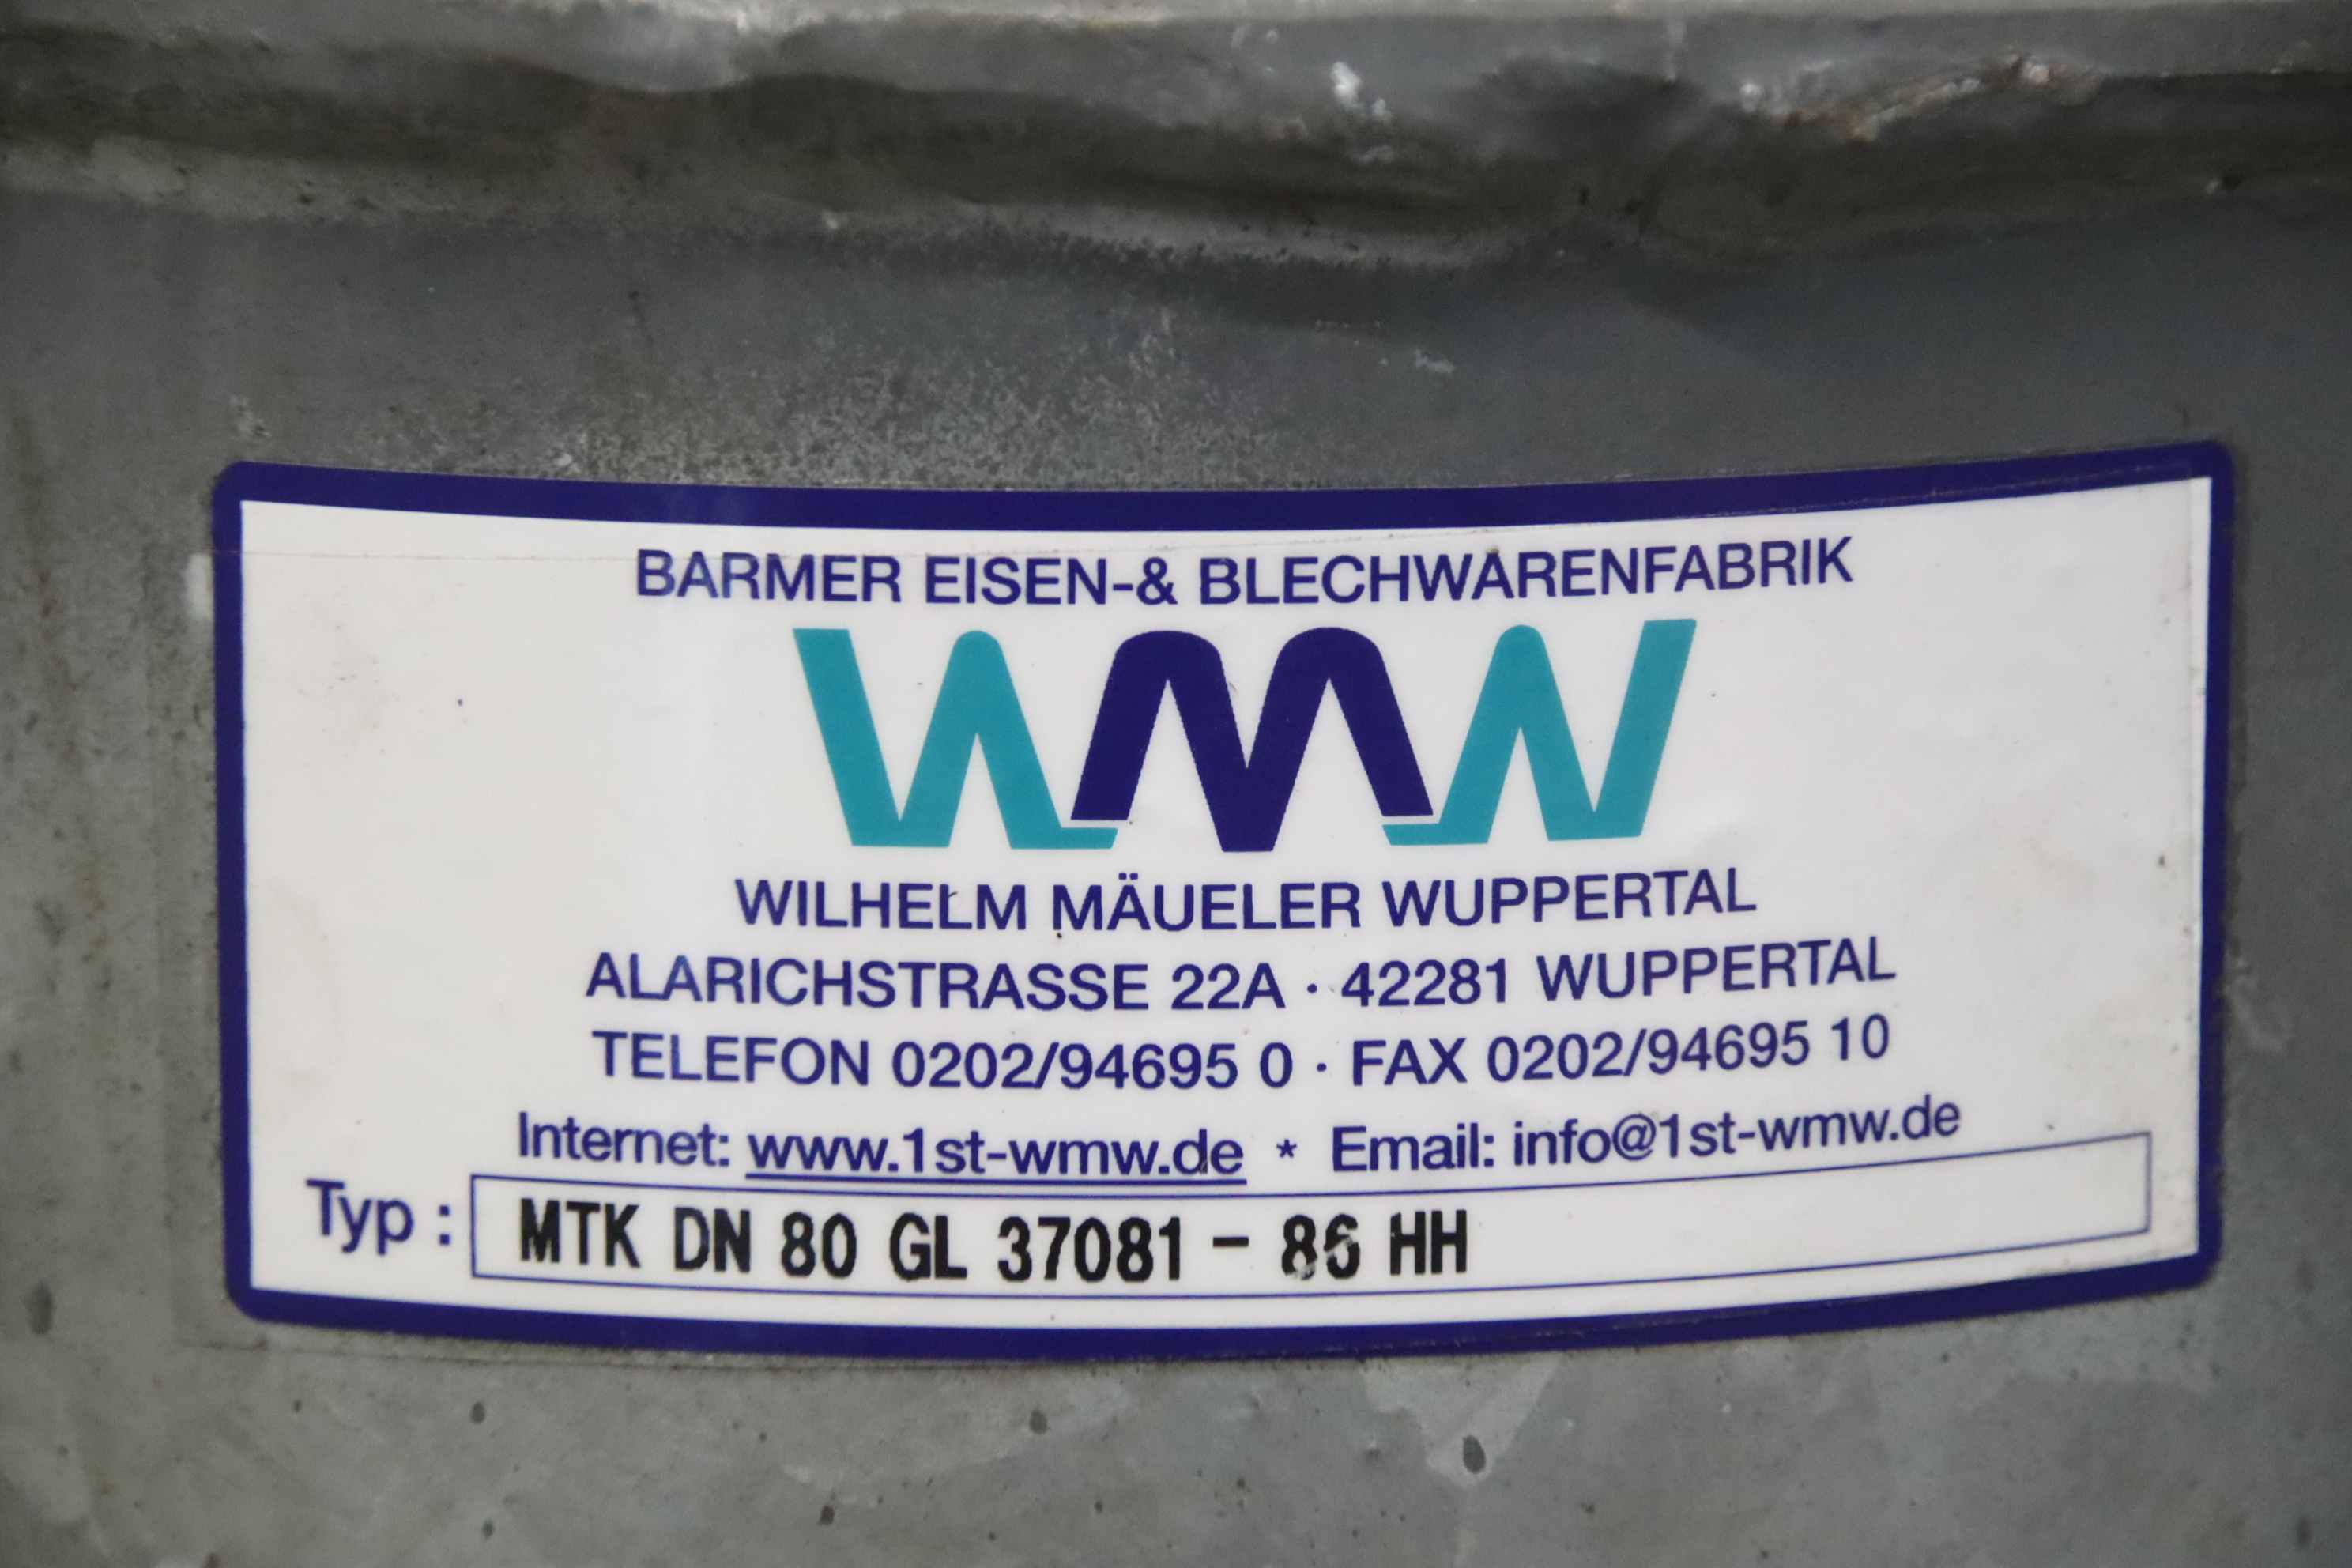 BARMER EISEN-& BLECHWARENFABRIK
WMW
WILHELM MÄUELER WUPPERTAL
ALARICHSTRASSE 22A · 42281 WUPPERTAL
TELEFON 0202/94695 0 · FAX 0202/94695 10
Internet: www.1st-wmw.de * Email: info@1st-wmw.de
Typ : MTK DN 80 GL 37081 - 86 HH